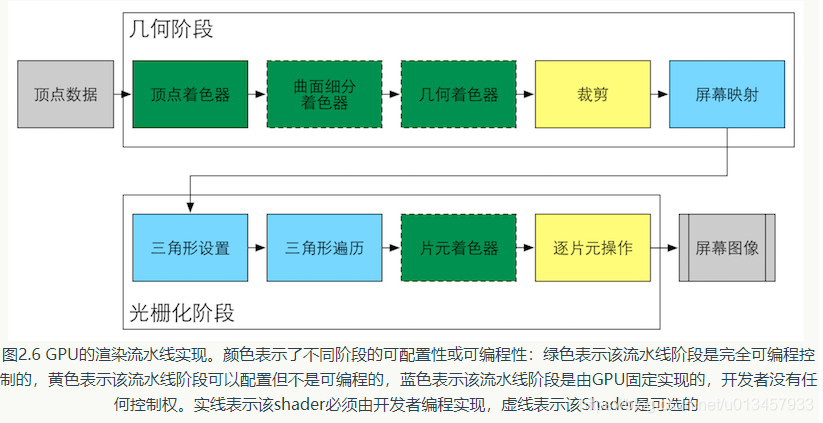 几何阶段
顶点数据
顶点着色器
曲面细分
着色器
几何着色器
裁剪
屏幕映射
三角形设置
三角形遍历
片元着色器
逐片元操作
屏幕图像
光栅化阶段
图2.6 GPU的渲染流水线实现。颜色表示了不同阶段的可配置性或可编程性：绿色表示该流水线阶段是完全可编程控
制的，黄色表示该流水线阶段可以配置但不是可编程的，蓝色表示该流水线阶段是由GPU固定实现的，开发者没有任
何控制权。实线表示该shader必须由开发者编程实现，虚线表示该Shader是可选的
net/u013457933